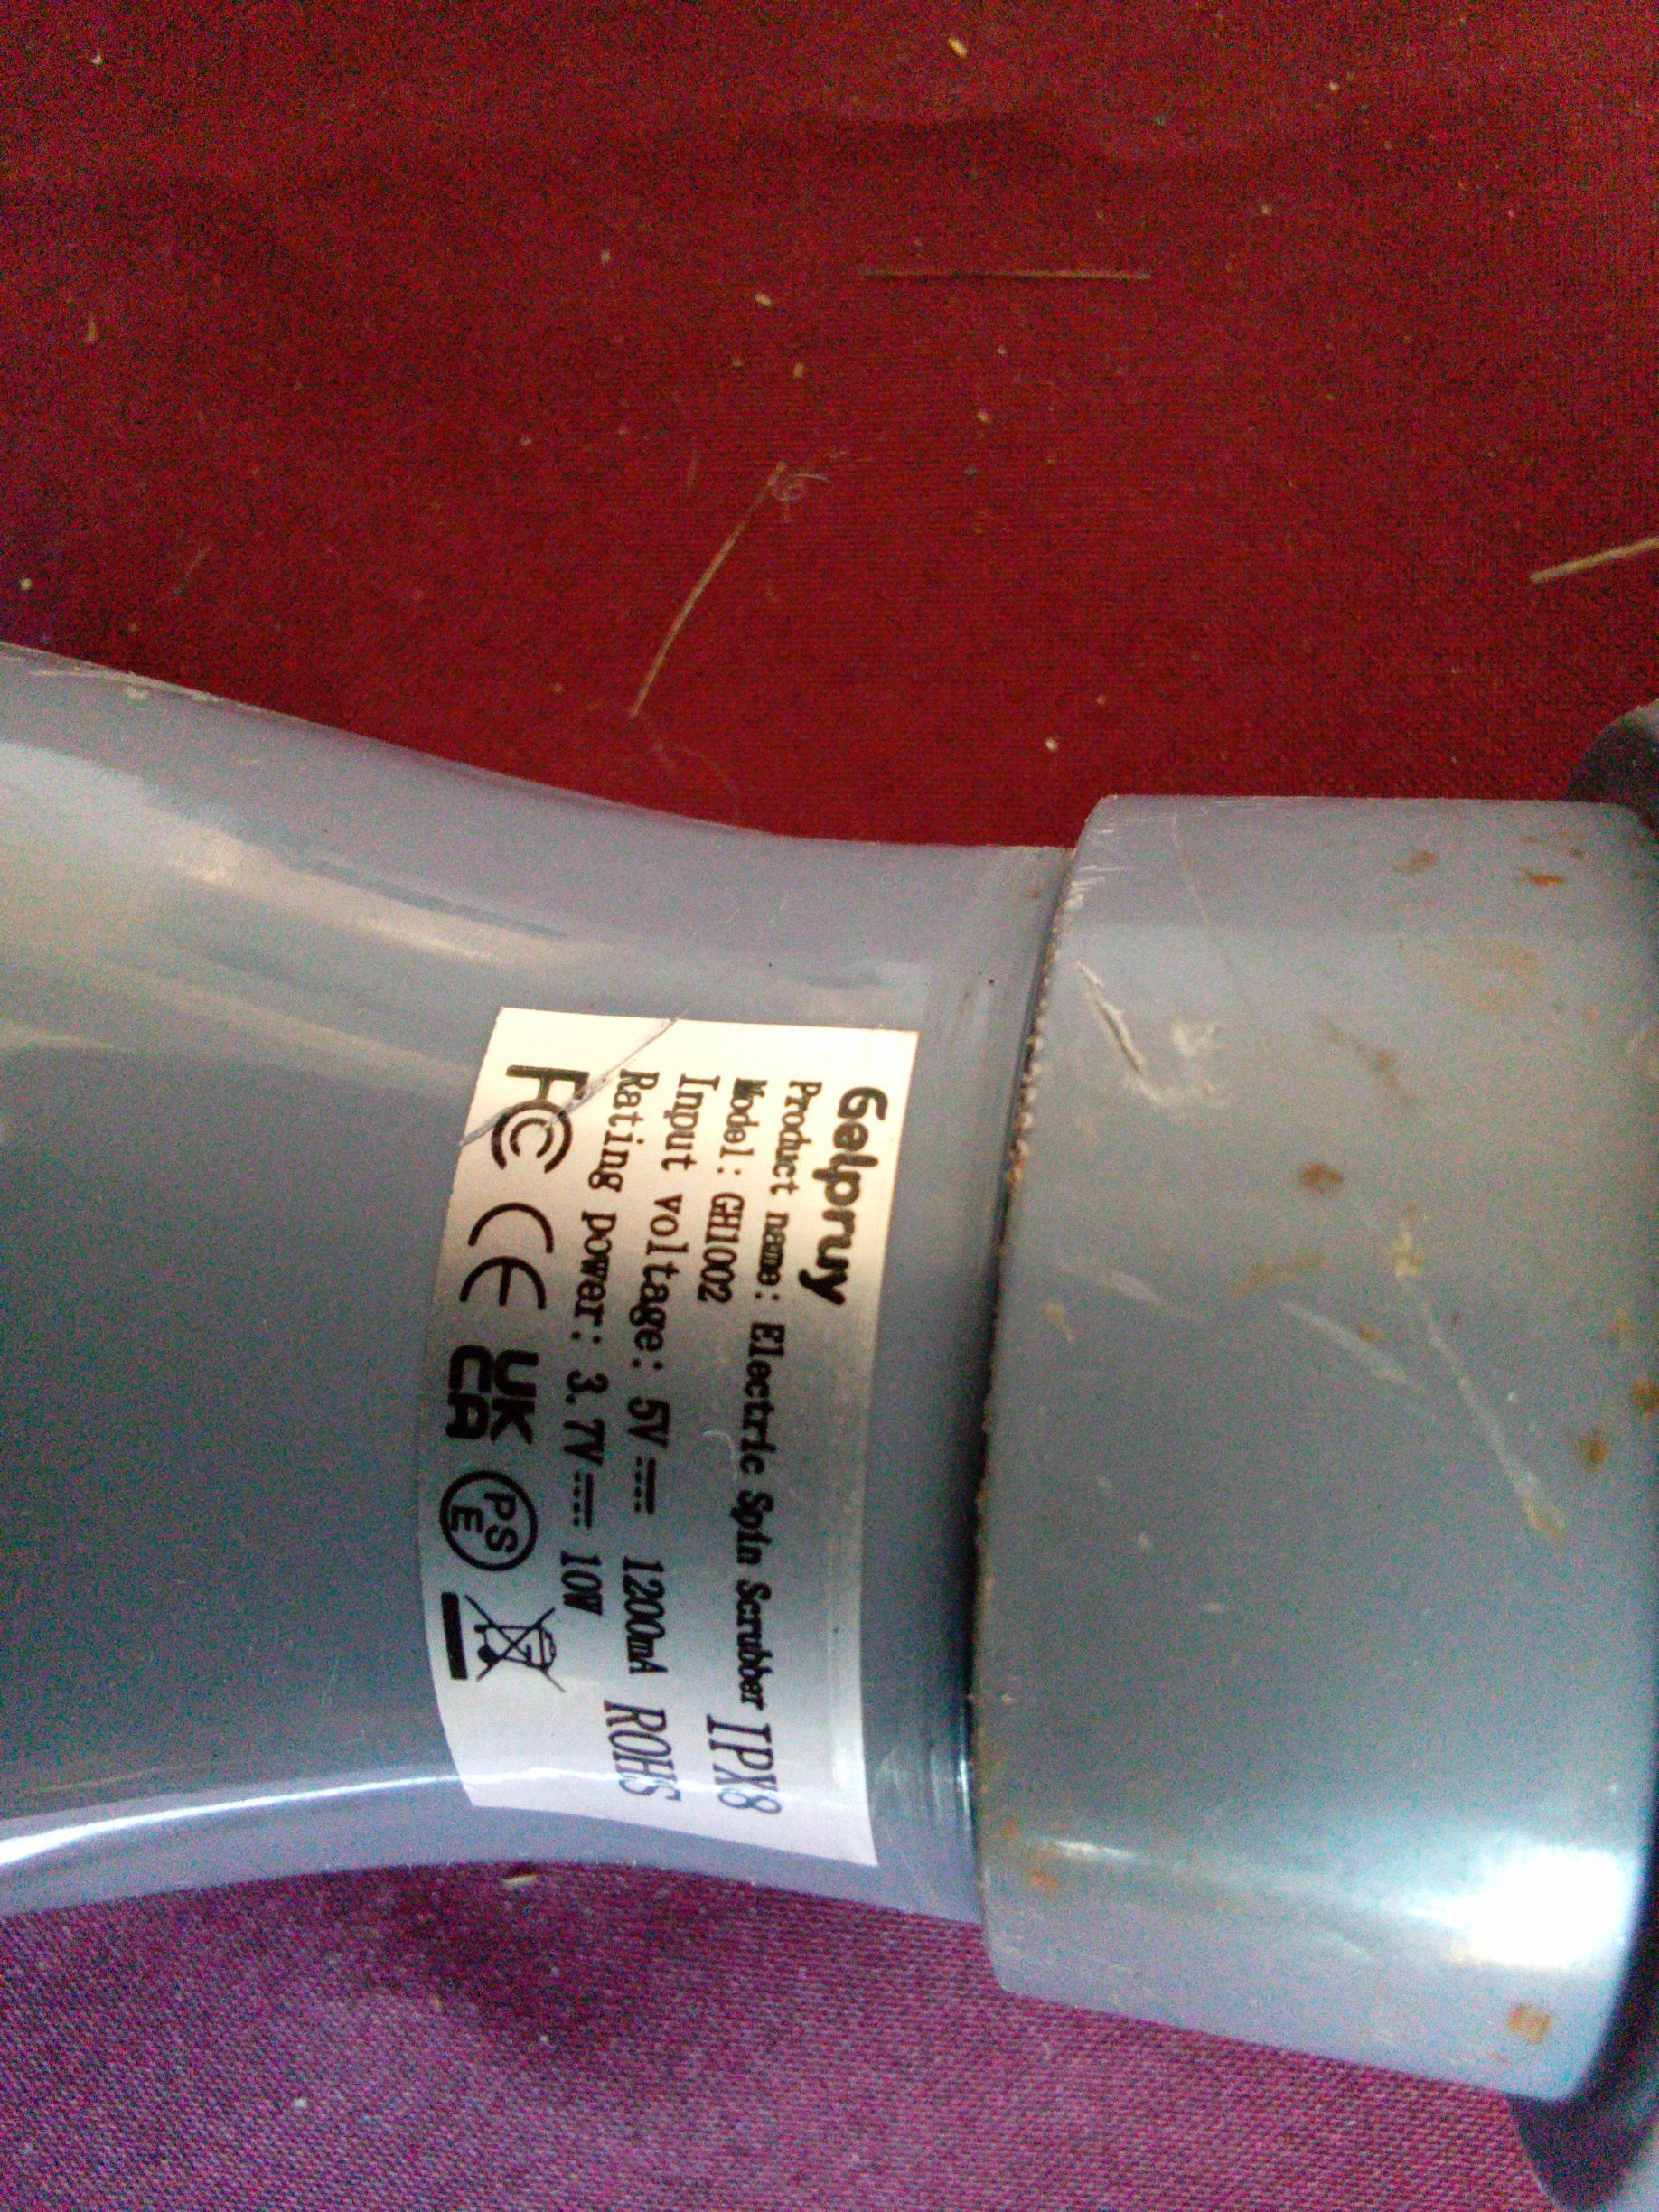 Gelpruy
Product name: Electric Spin Scrubber IPX8
Model: GH1002
Input voltage: 5V 1200mA ROHS
Rating power: 3.7V 10W
FC CE UK CA PS E